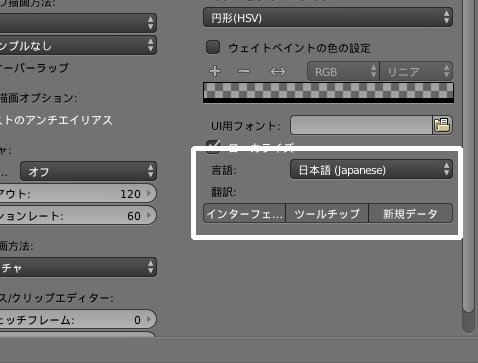 描画方法:
ンプルなし
ーバーラップ
描画オプション:
ストのアンチエイリアス
ャ:
... オフ
アウト: 120
ションレート: 60
画方法:
チャ
ス/クリップエディター:
ェッチフレーム: 0
円形(HSV)
ウェイトペイントの色の設定
RGB リニア
UI用フォント:
ローカライズ
言語: 日本語 (Japanese)
翻訳:
インターフェ... ツールチップ 新規データ